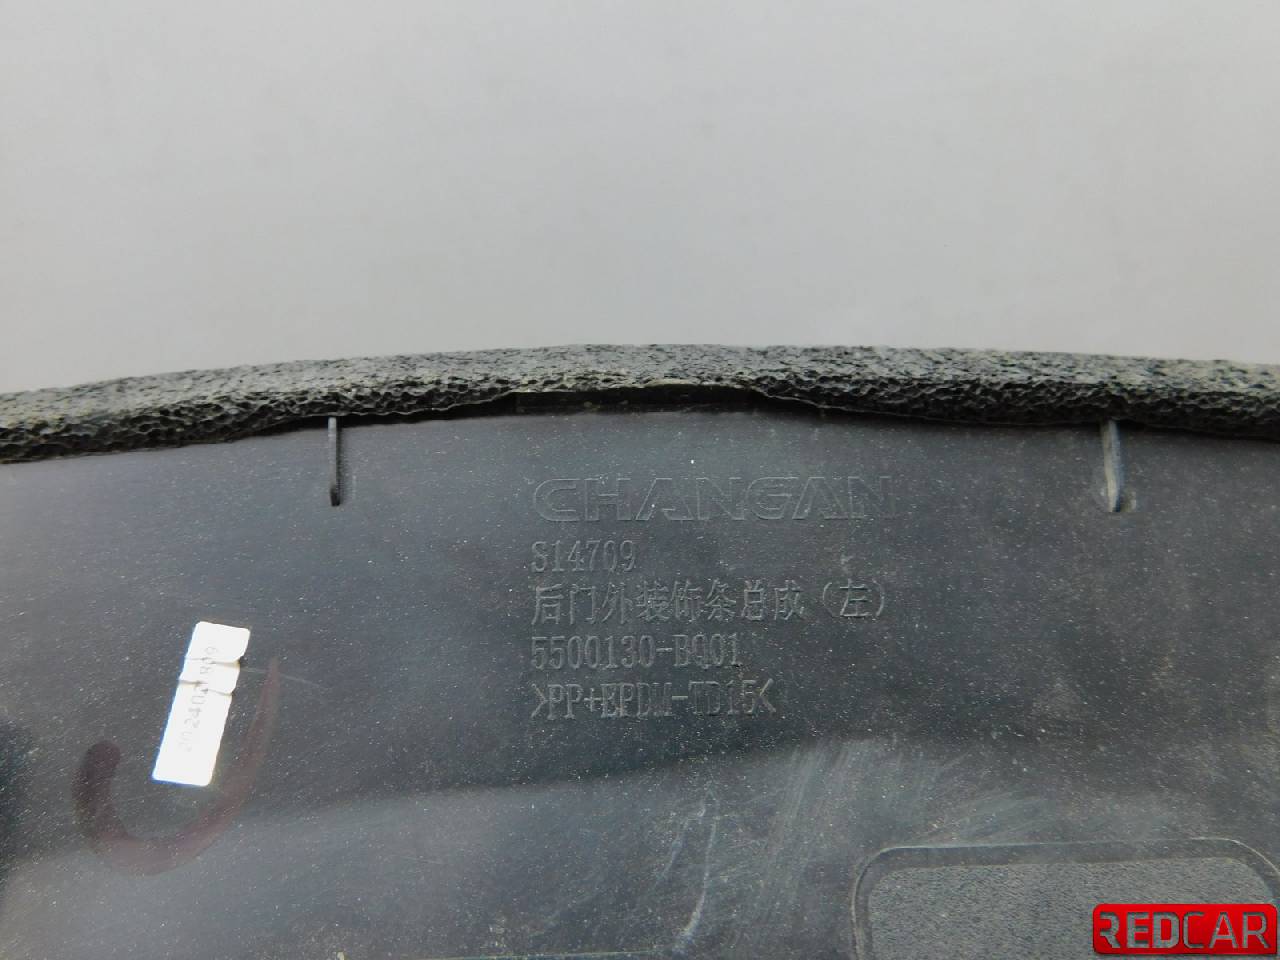 CHANGAN
S14709
后门外装饰条总成（左）
5500130-BQ01
>PP+EPDM-TD15<
REDCAR